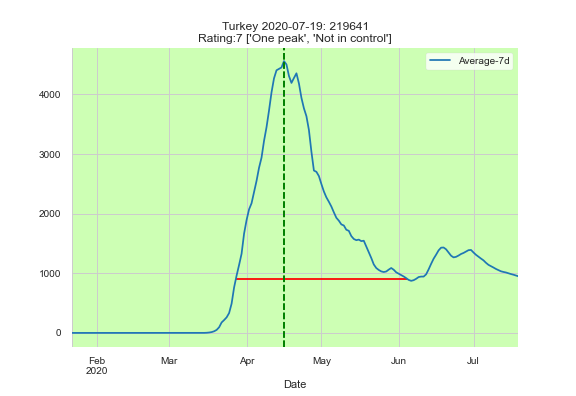 Turkey 2020-07-19: 219641
Rating:7 ['One peak', 'Not in control']
Average-7d
4000
3000
2000
1000
0
Feb Mar Apr May Jun Jul
2020
Date